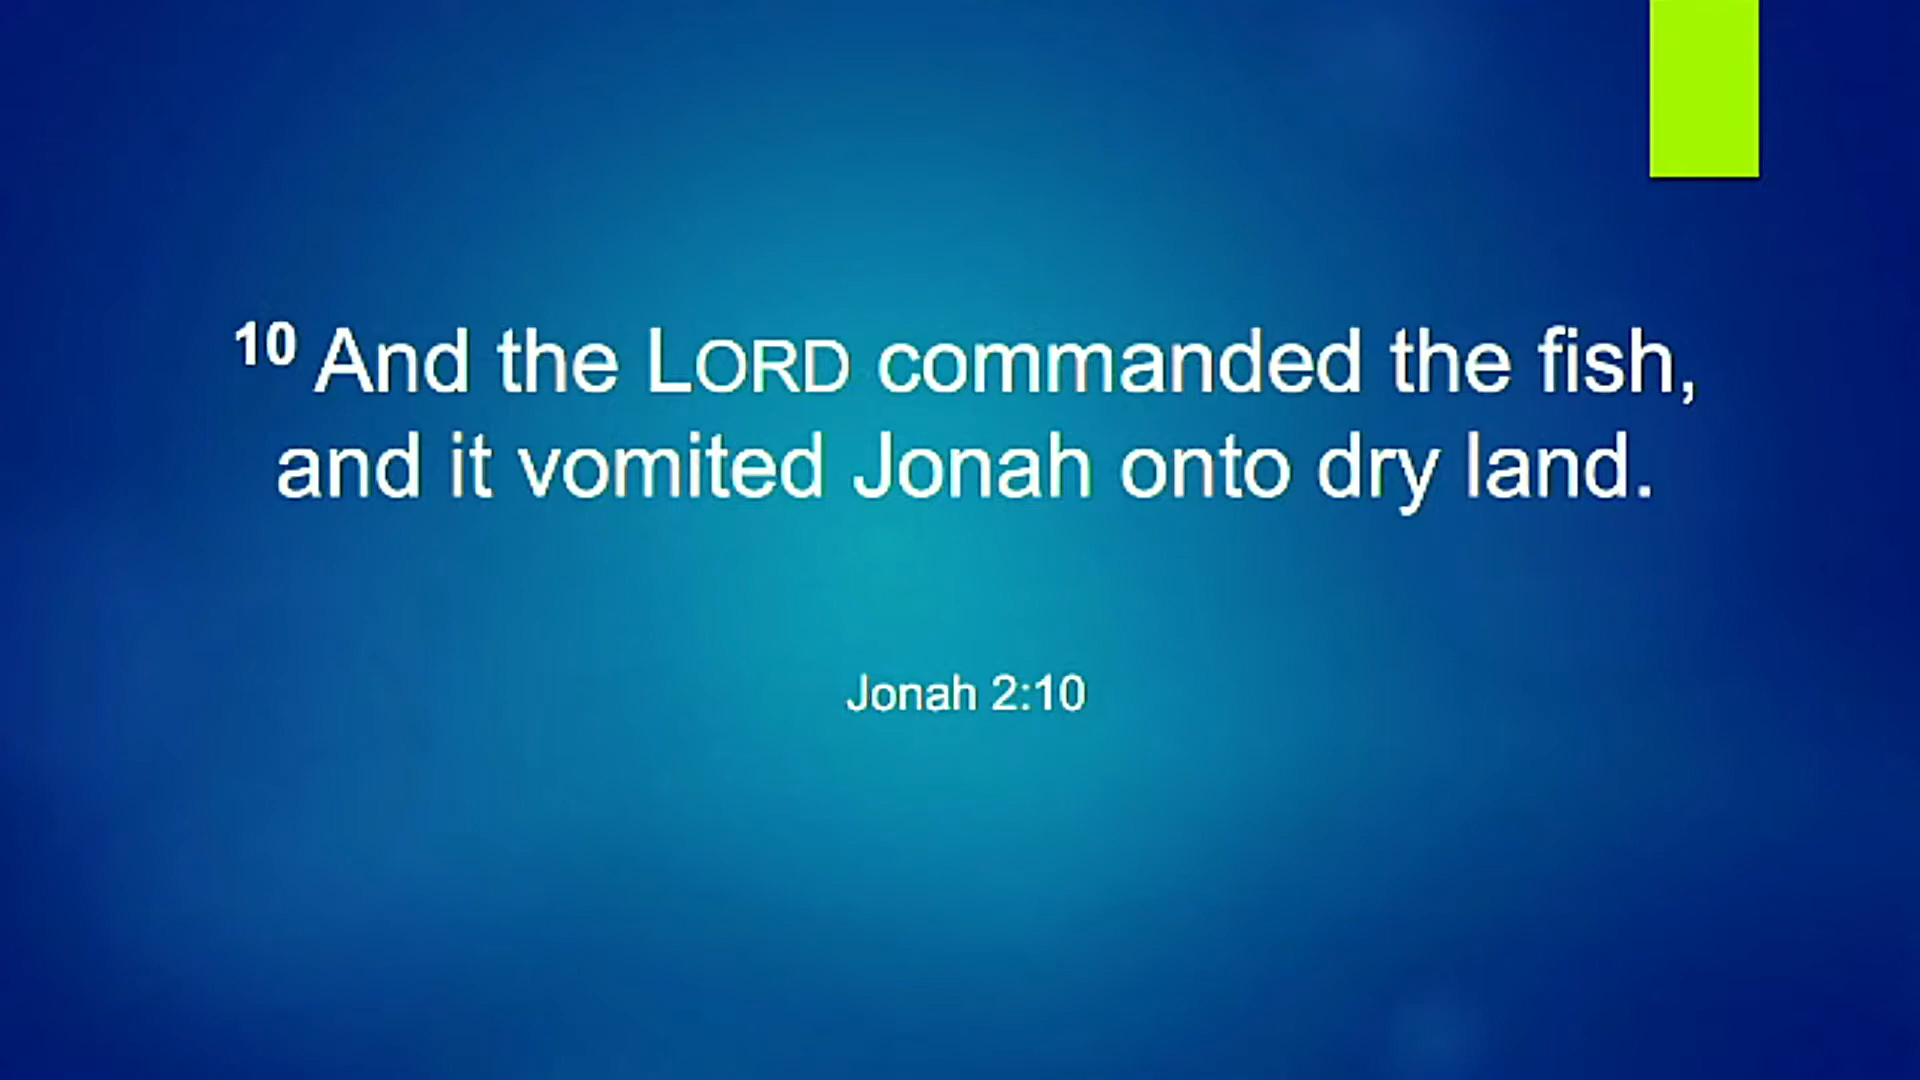 10 And the LORD commanded the fish,
and it vomited Jonah onto dry land.
Jonah 2:10